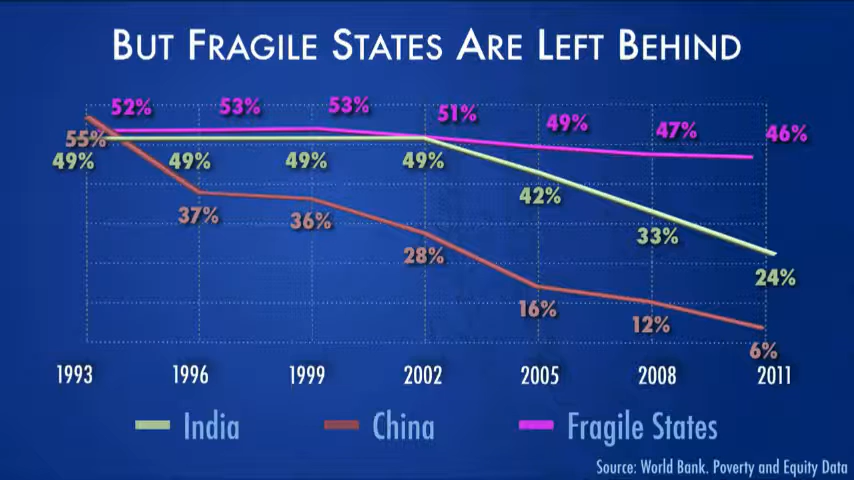 BUT FRAGILE STATES ARE LEFT BEHIND
52% 53% 53% 51% 49% 47% 46%
55%
49% 49% 49% 49% 42% 33% 24%
37% 36% 28% 16% 12% 6%
1993 1996 1999 2002 2005 2008 2011
India China Fragile States
Source: World Bank. Poverty and Equity Data